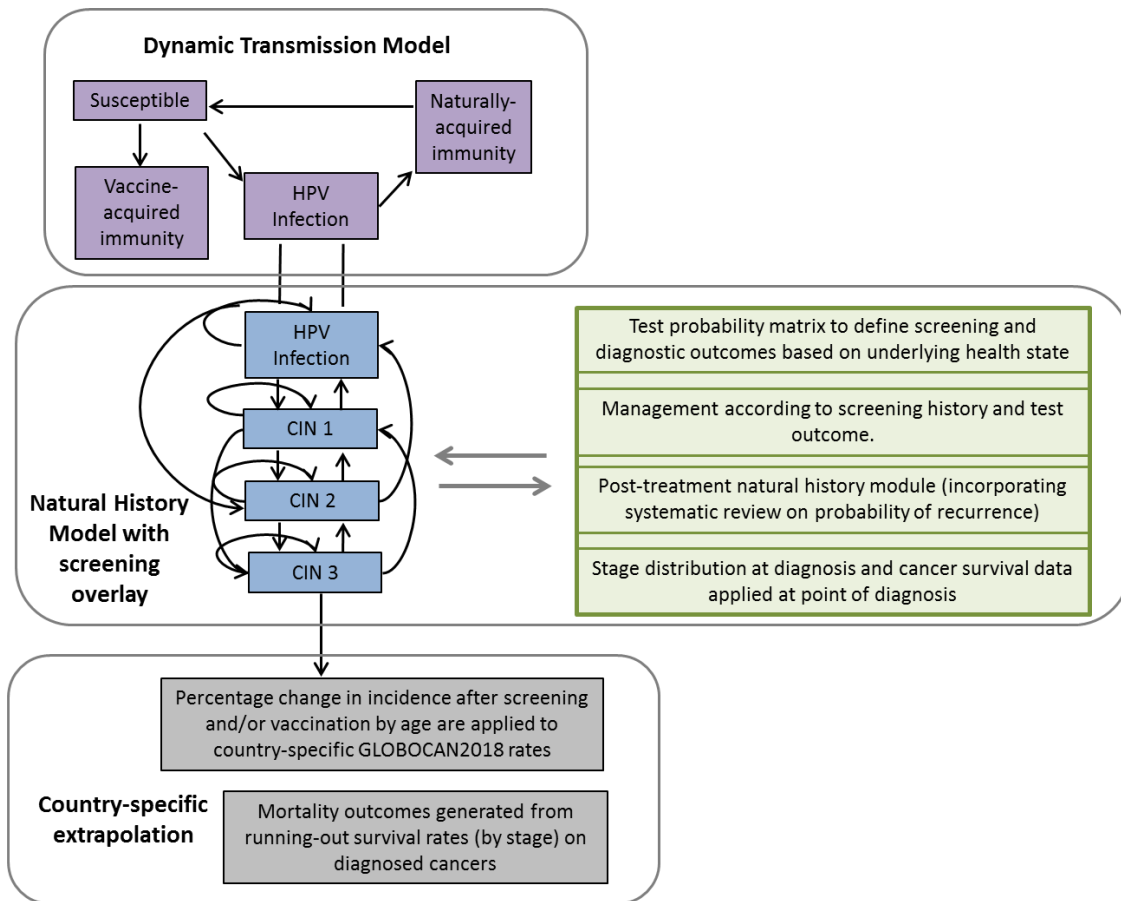 Dynamic Transmission Model
Susceptible
Naturally-
acquired
immunity
Vaccine-
acquired
immunity
HPV
Infection
Natural History
Model with
screening
overlay
HPV
Infection
CIN 1
CIN 2
CIN 3
Test probability matrix to define screening and
diagnostic outcomes based on underlying health state
Management according to screening history and test
outcome.
Post-treatment natural history module (incorporating
systematic review on probability of recurrence)
Stage distribution at diagnosis and cancer survival data
applied at point of diagnosis
Country-specific
extrapolation
Percentage change in incidence after screening
and/or vaccination by age are applied to
country-specific GLOBOCAN2018 rates
Mortality outcomes generated from
running-out survival rates (by stage) on
diagnosed cancers